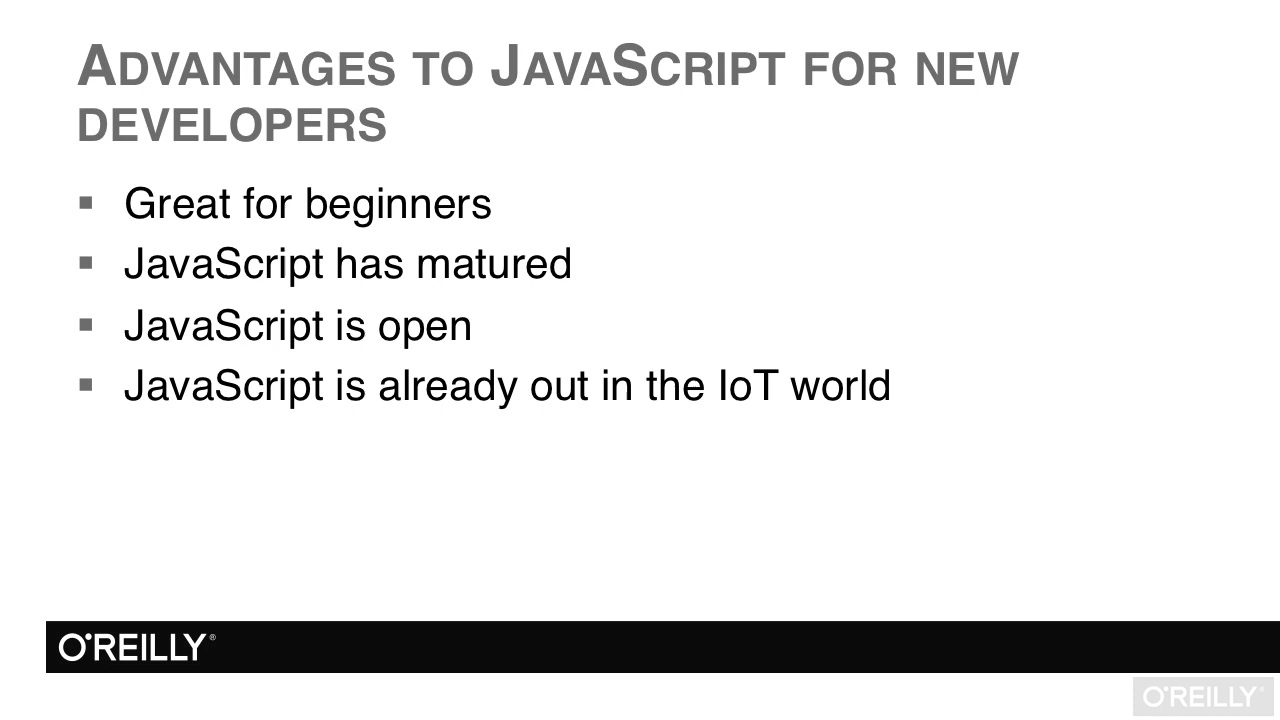 ADVANTAGES TO JAVASCRIPT FOR NEW
DEVELOPERS
▪ Great for beginners
▪ JavaScript has matured
▪ JavaScript is open
▪ JavaScript is already out in the IoT world
O'REILLY®
O'REILLY®